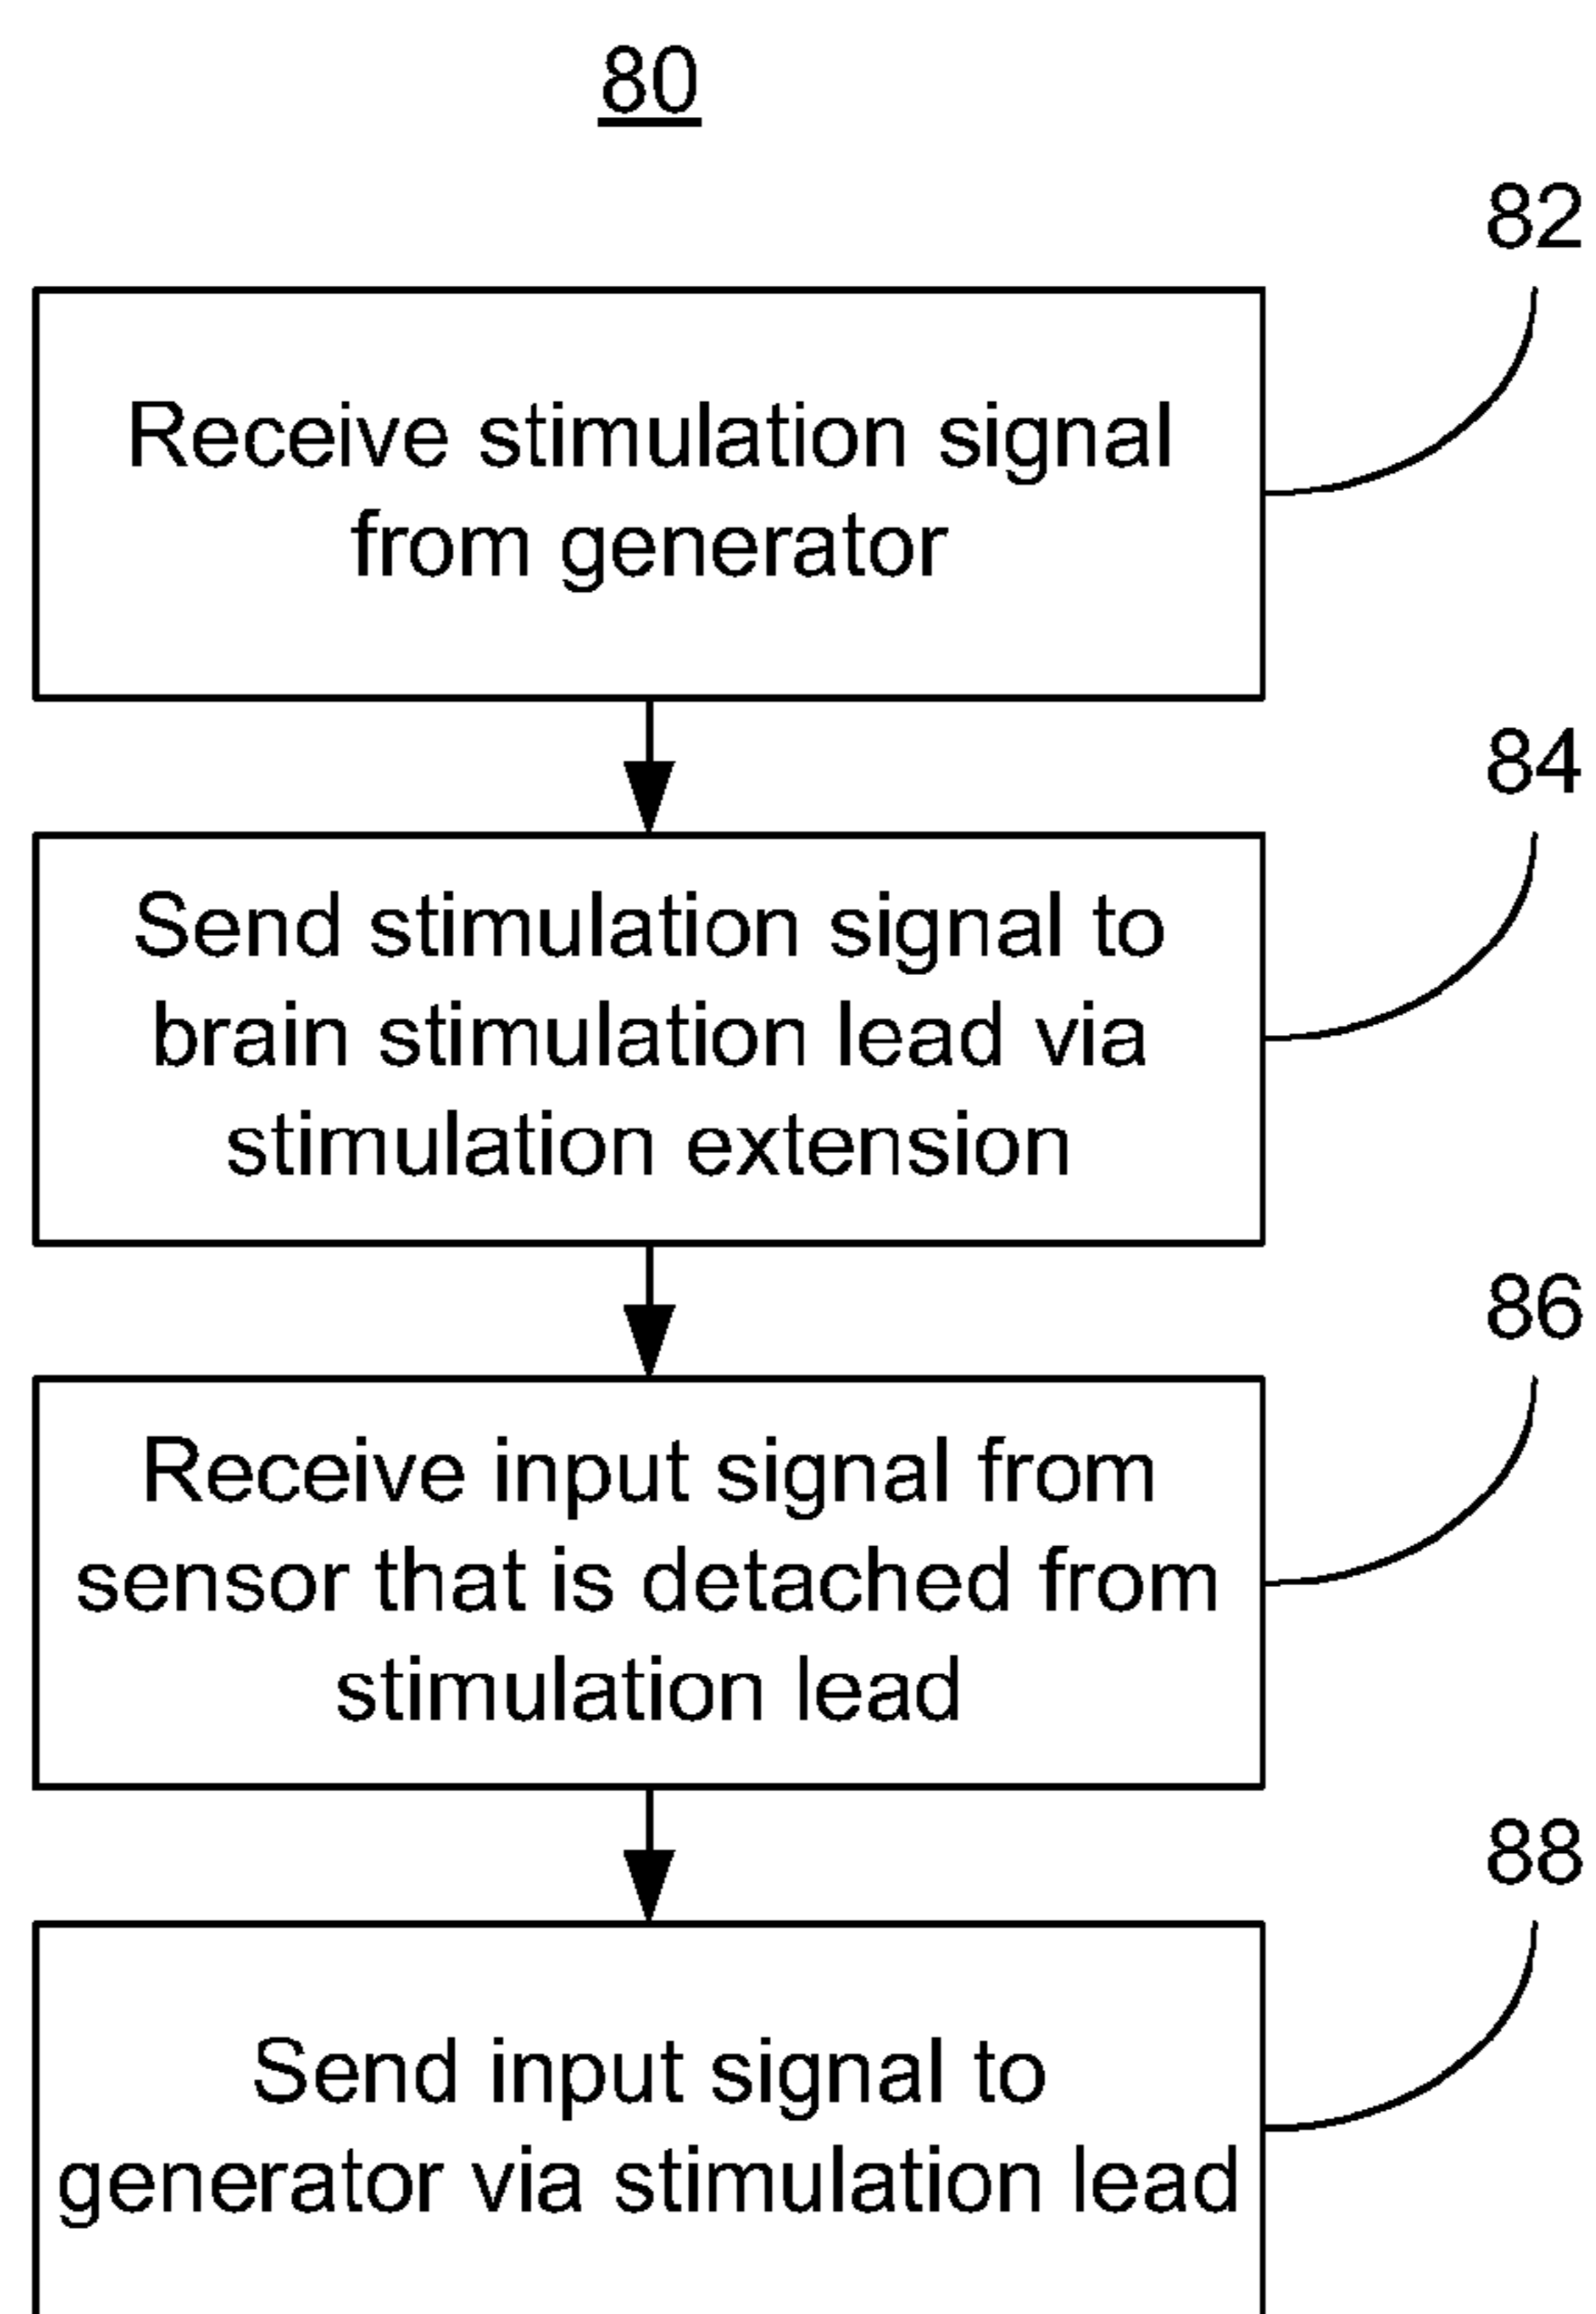 80
82
Receive stimulation signal
from generator
84
Send stimulation signal to
brain stimulation lead via
stimulation extension
86
Receive input signal from
sensor that is detached from
stimulation lead
88
Send input signal to
generator via stimulation lead